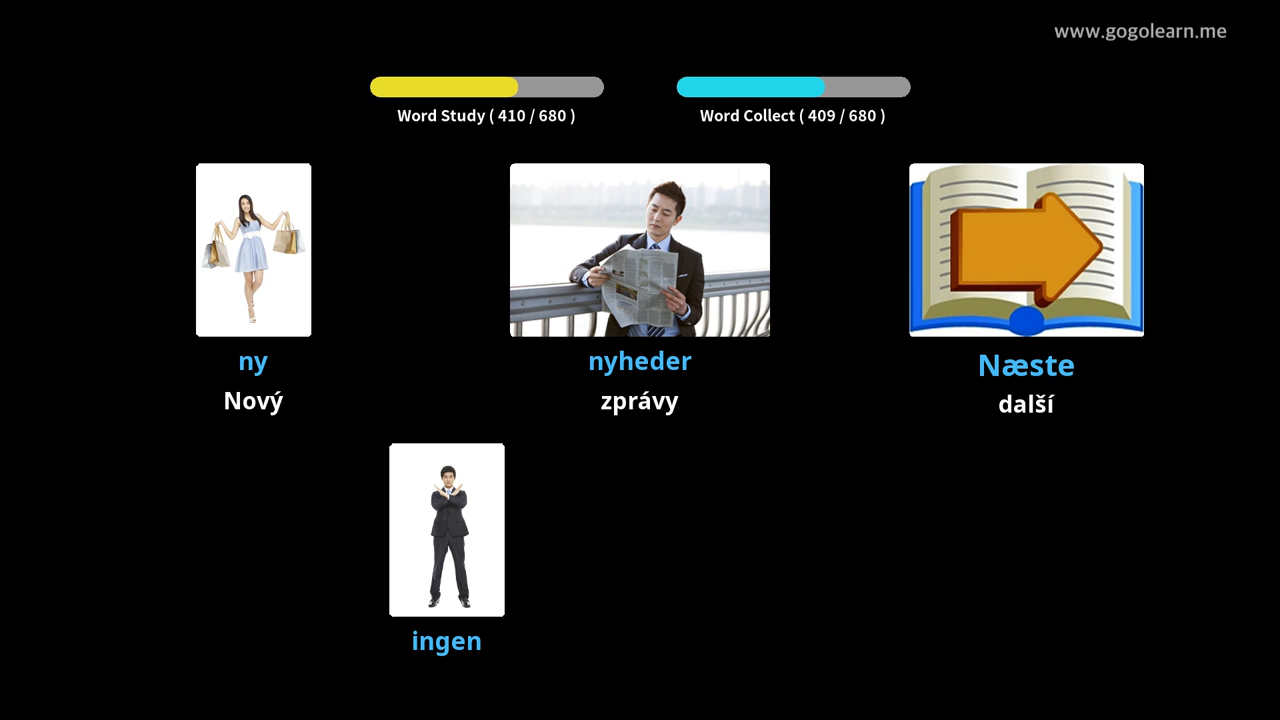 www.gogolearn.me
Word Study ( 410 / 680 )
Word Collect ( 409 / 680 )
ny
nyheder
Næste
Nový
zprávy
další
ingen